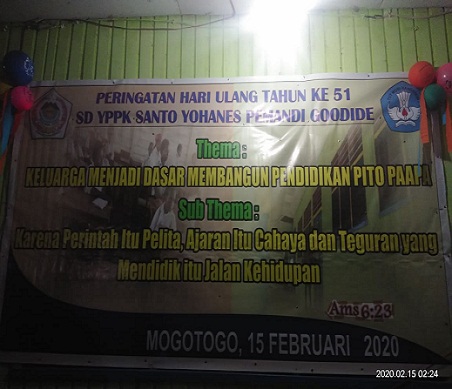 PERINGATAN HARI ULANG TAHUN KE 51
SD YPPK SANTO YOHANES PEMANDI GOODIDE
Thema :
KELUARGA MENJADI DASAR MEMBANGUN PENDIDIKAN PITO PAAPA
Sub Thema :
Karena Perintah Itu Pelita, Ajaran Itu Cahaya dan Teguran yang
Mendidik itu Jalan Kehidupan
Ams 6:23
MOGOTOGO, 15 FEBRUARI 2020
2020.02.15 02:24